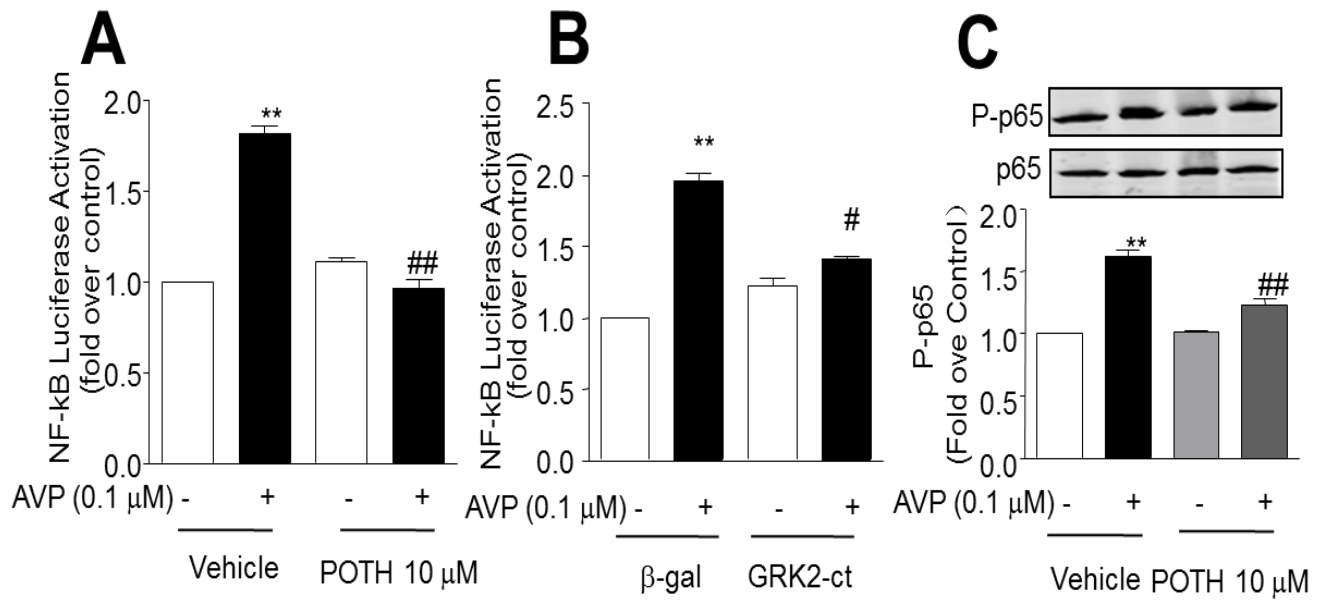 A
NF-kB Luciferase Activation
(fold over control)
2.0
1.5
1.0
0.5
0.0
**
##
AVP (0.1 μM) - + - +
Vehicle POTH 10 μM
B
NF-kB Luciferase Activation
(fold over control)
2.5
2.0
1.5
1.0
0.5
0.0
**
#
AVP (0.1 μM) - + - +
β-gal GRK2-ct
C
P-p65
p65
P-p65
(Fold ove Control)
2.0
1.5
1.0
0.5
0.0
**
##
AVP (0.1 μM) - + - +
Vehicle POTH 10 μM